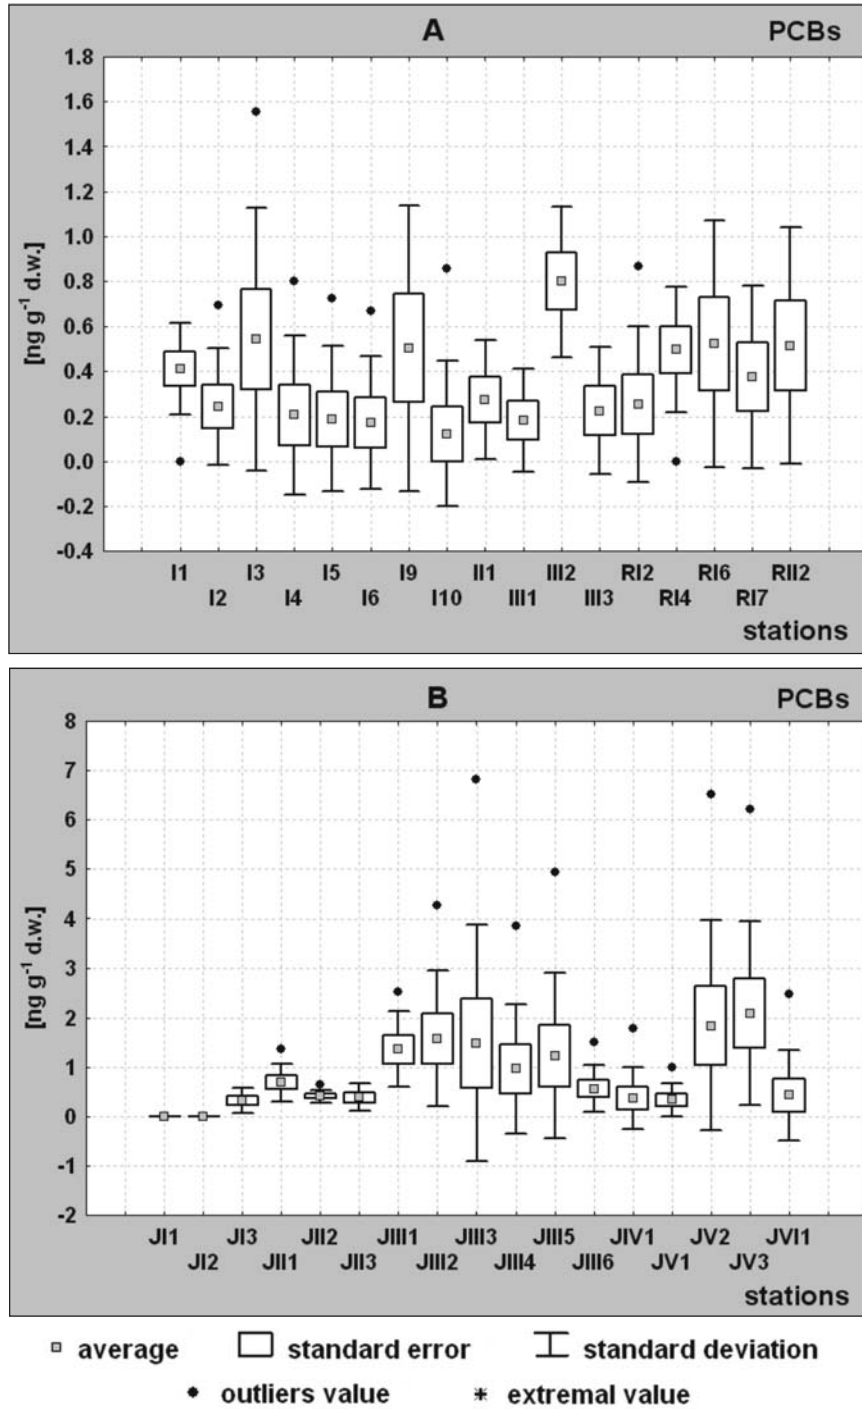 A PCBs
1.8
1.6
1.4
1.2
1.0
0.8
0.6
0.4
0.2
0.0
-0.2
-0.4
[ng g⁻¹ d.w.]
I1 I3 I5 I9 II1 III2 RI2 RI6 RII2
I2 I4 I6 I10 III1 III3 RI4 RI7
stations
B PCBs
8
7
6
5
4
3
2
1
0
-1
-2
[ng g⁻¹ d.w.]
JI1 JI3 JII2 JIII1 JIII3 JIII5 JIV1 JV2 JVI1
JI2 JII1 JII3 JIII2 JIII4 JIII6 JV1 JV3
stations
average standard error standard deviation
outliers value extremal value